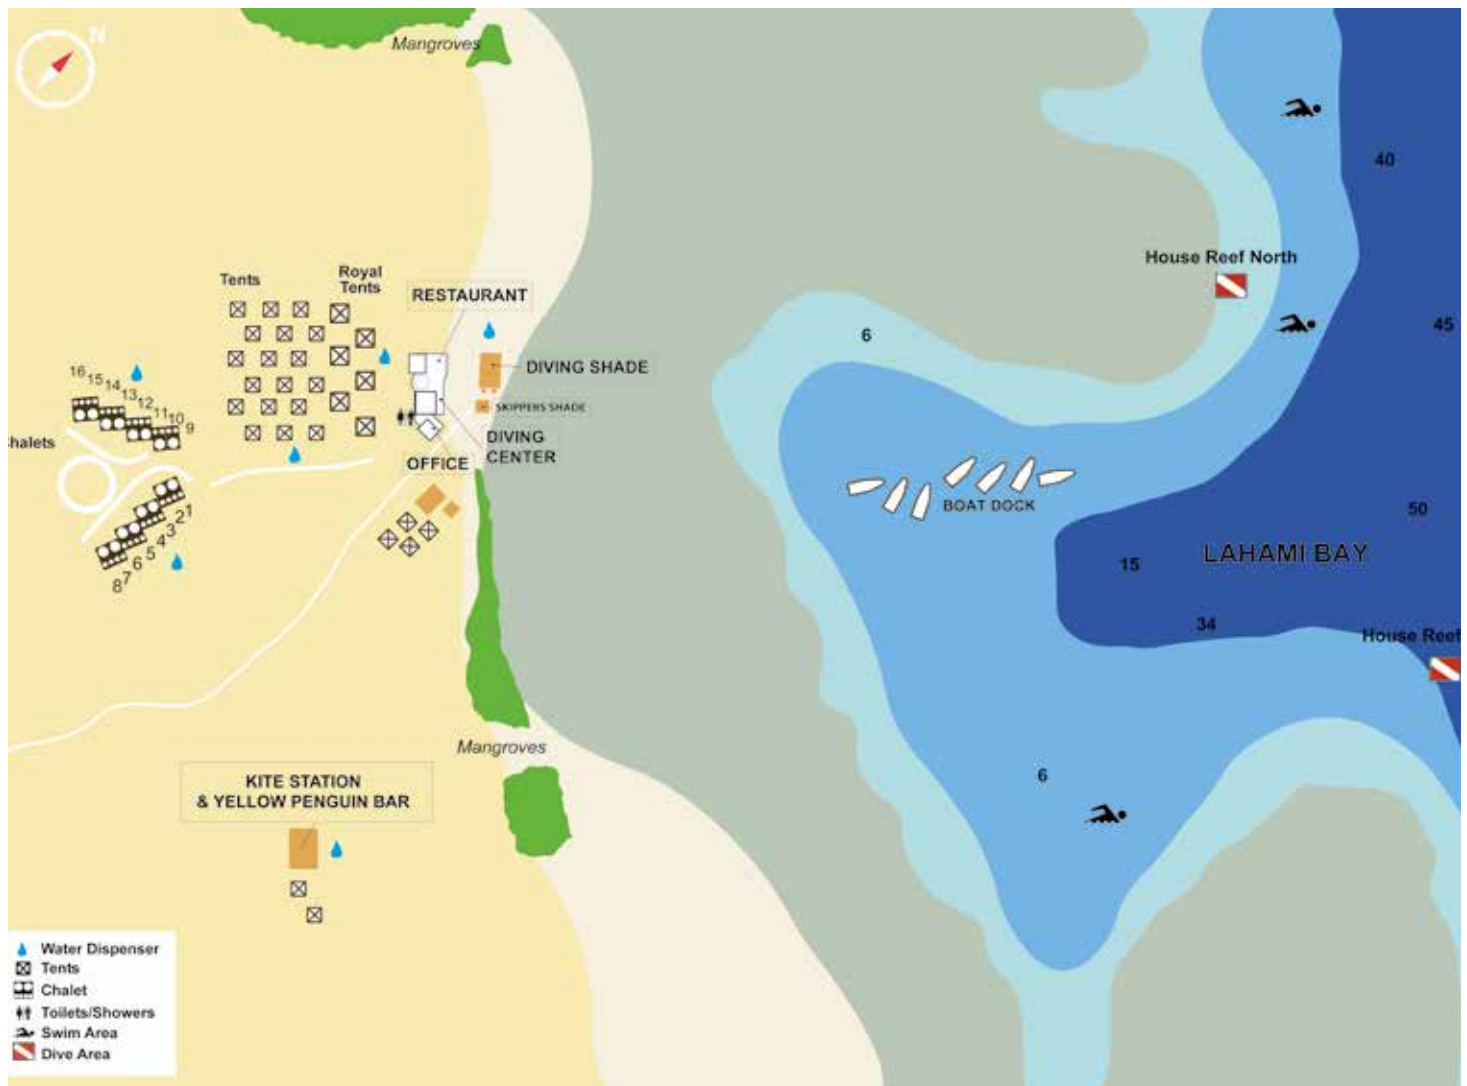 N
Mangroves
40
House Reef North
45
6
Tents
Royal
Tents
RESTAURANT
DIVING SHADE
SKIPPERS SHADE
DIVING
CENTER
OFFICE
16
15
14
13
12
11
10
9
halets
1
2
3
4
5
6
7
8
BOAT DOCK
50
LAHAMI BAY
15
34
House Reef
Mangroves
6
KITE STATION
& YELLOW PENGUIN BAR
Water Dispenser
Tents
Chalet
Toilets/Showers
Swim Area
Dive Area